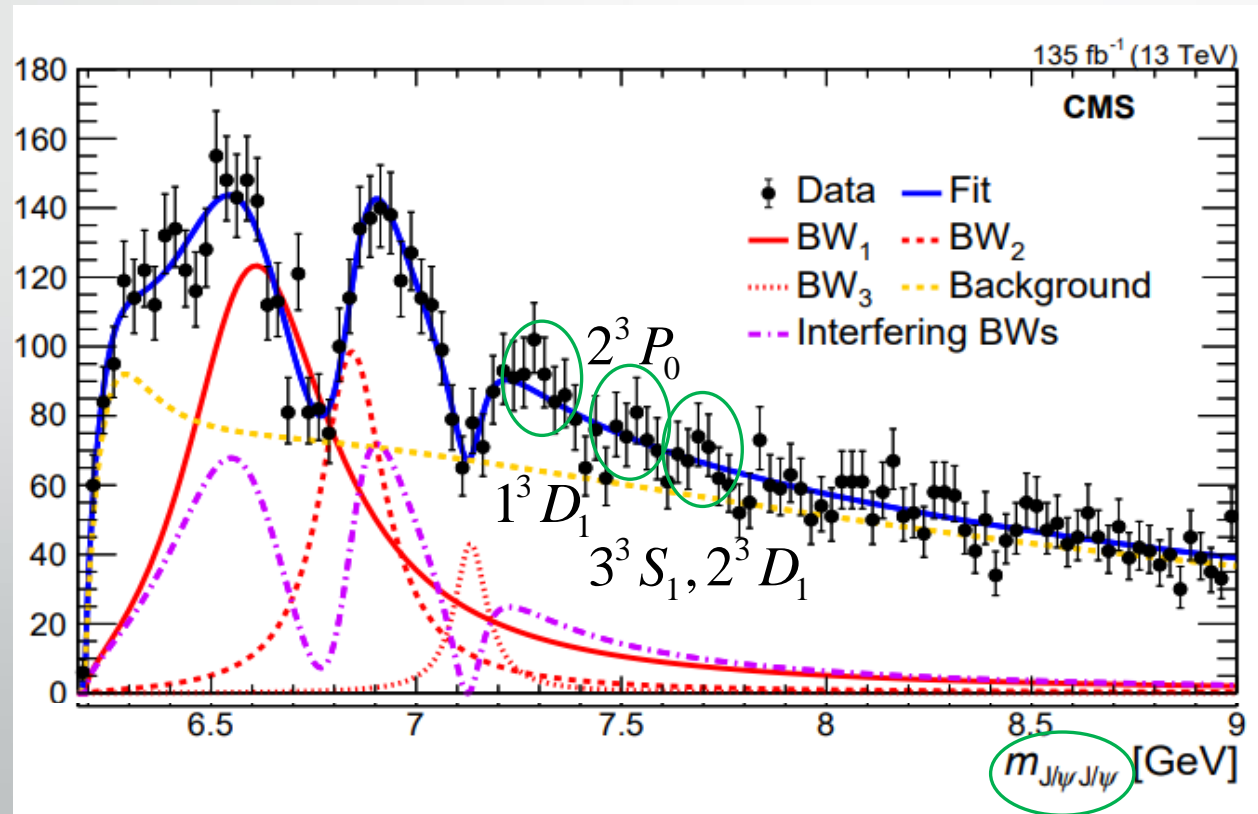 135 fb⁻¹ (13 TeV)
CMS
180
160
140
120
100
80
60
40
20
0
Data Fit
BW₁ BW₂
BW₃ Background
Interfering BWs
2³P₀
1³D₁
3³S₁, 2³D₁
6.5 7 7.5 8 8.5 9
m_J/ψ J/ψ [GeV]